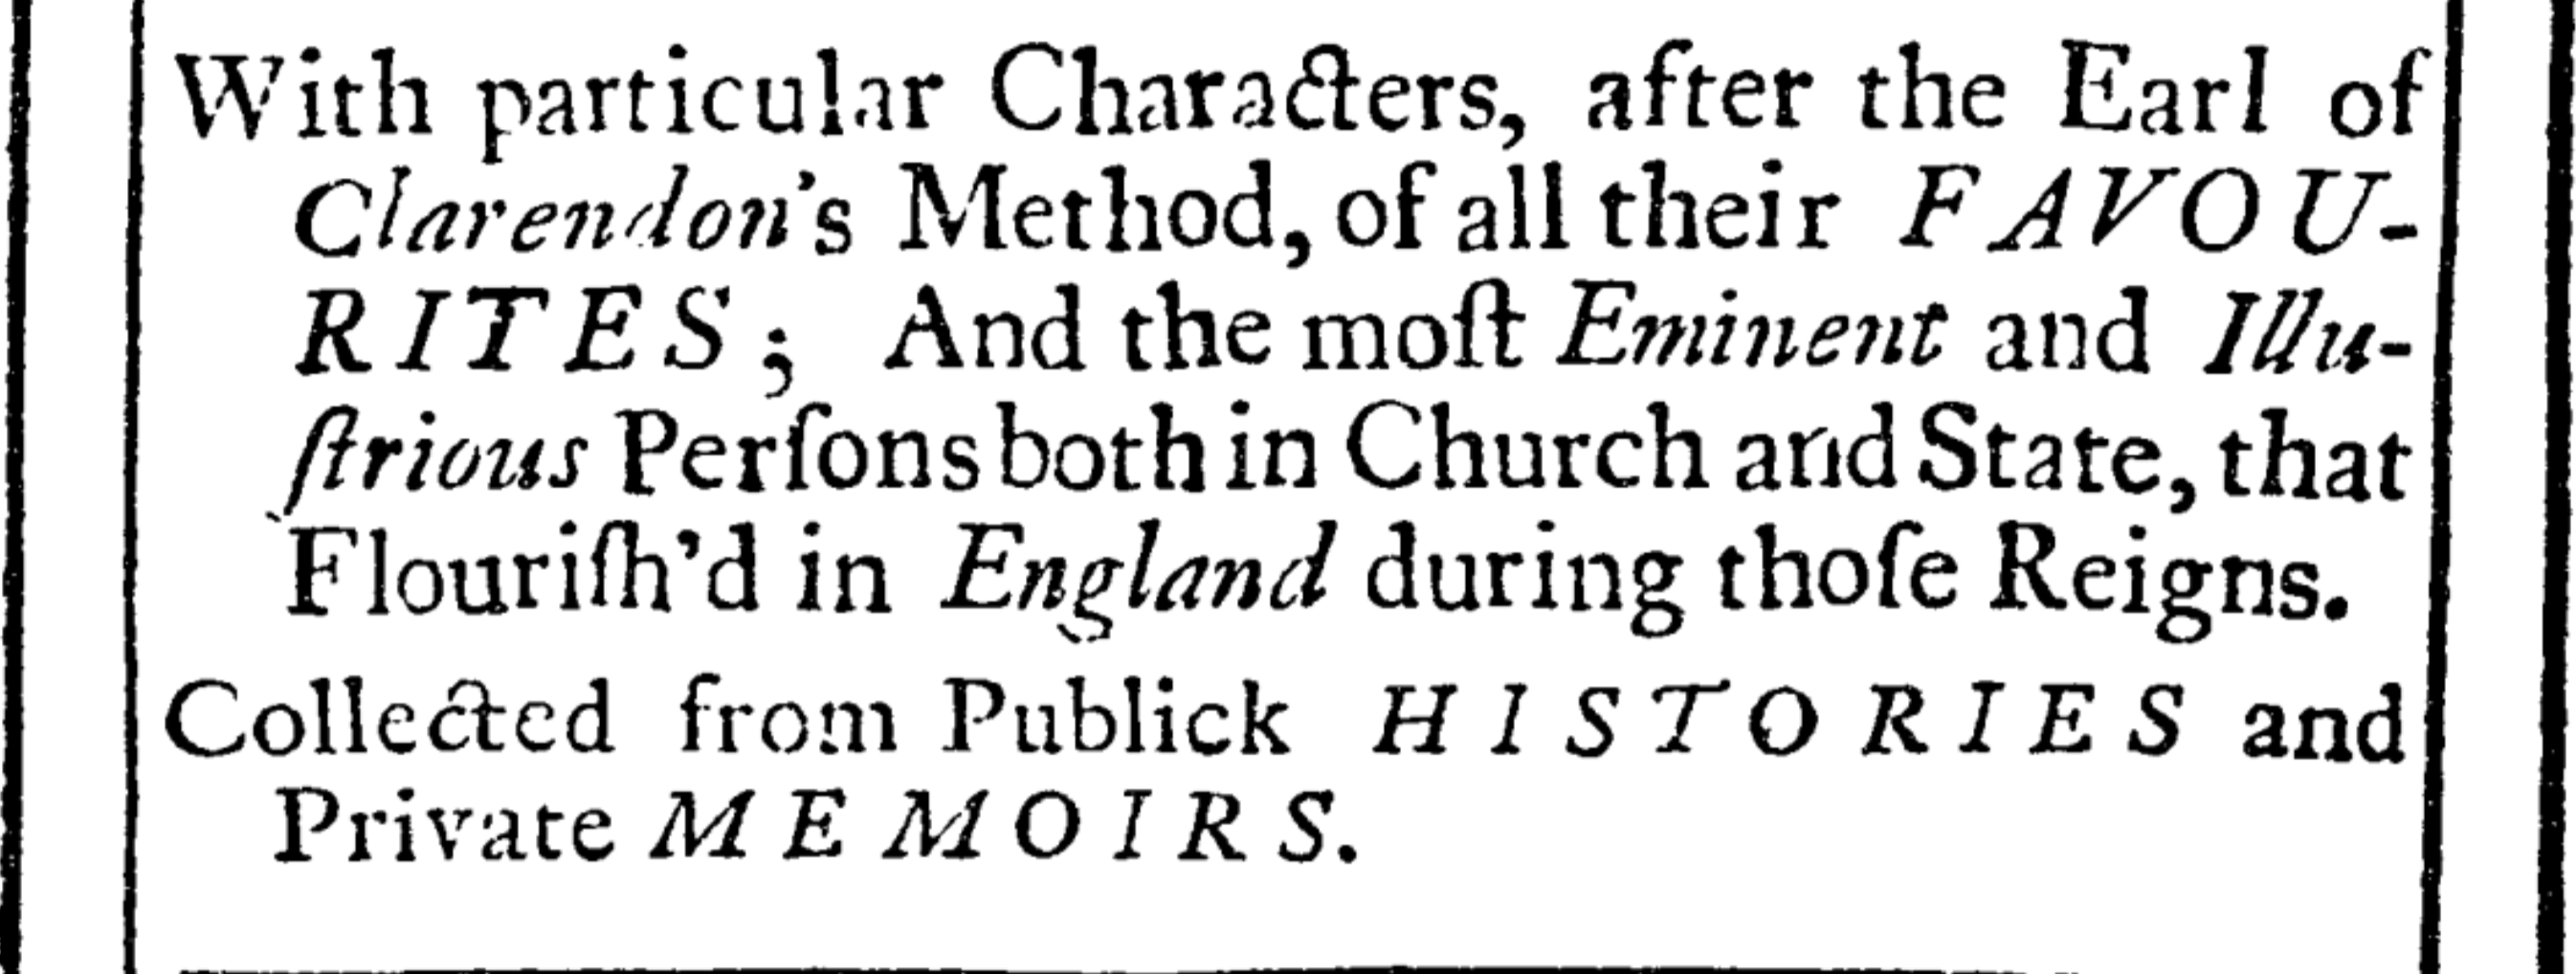 With particular Characters, after the Earl of
Clarendon's Method, of all their FAVOU-
RITES; And the moſt Eminent and Illu-
ſtrious Perſons both in Church and State, that
Flouriſh'd in England during thoſe Reigns.
Collected from Publick HISTORIES and
Private MEMOIRS.